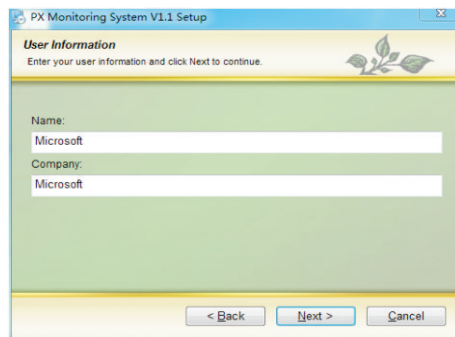 PX Monitoring System V1.1 Setup
User Information
Enter your user information and click Next to continue.
Name:
Microsoft
Company:
Microsoft
< Back
Next >
Cancel